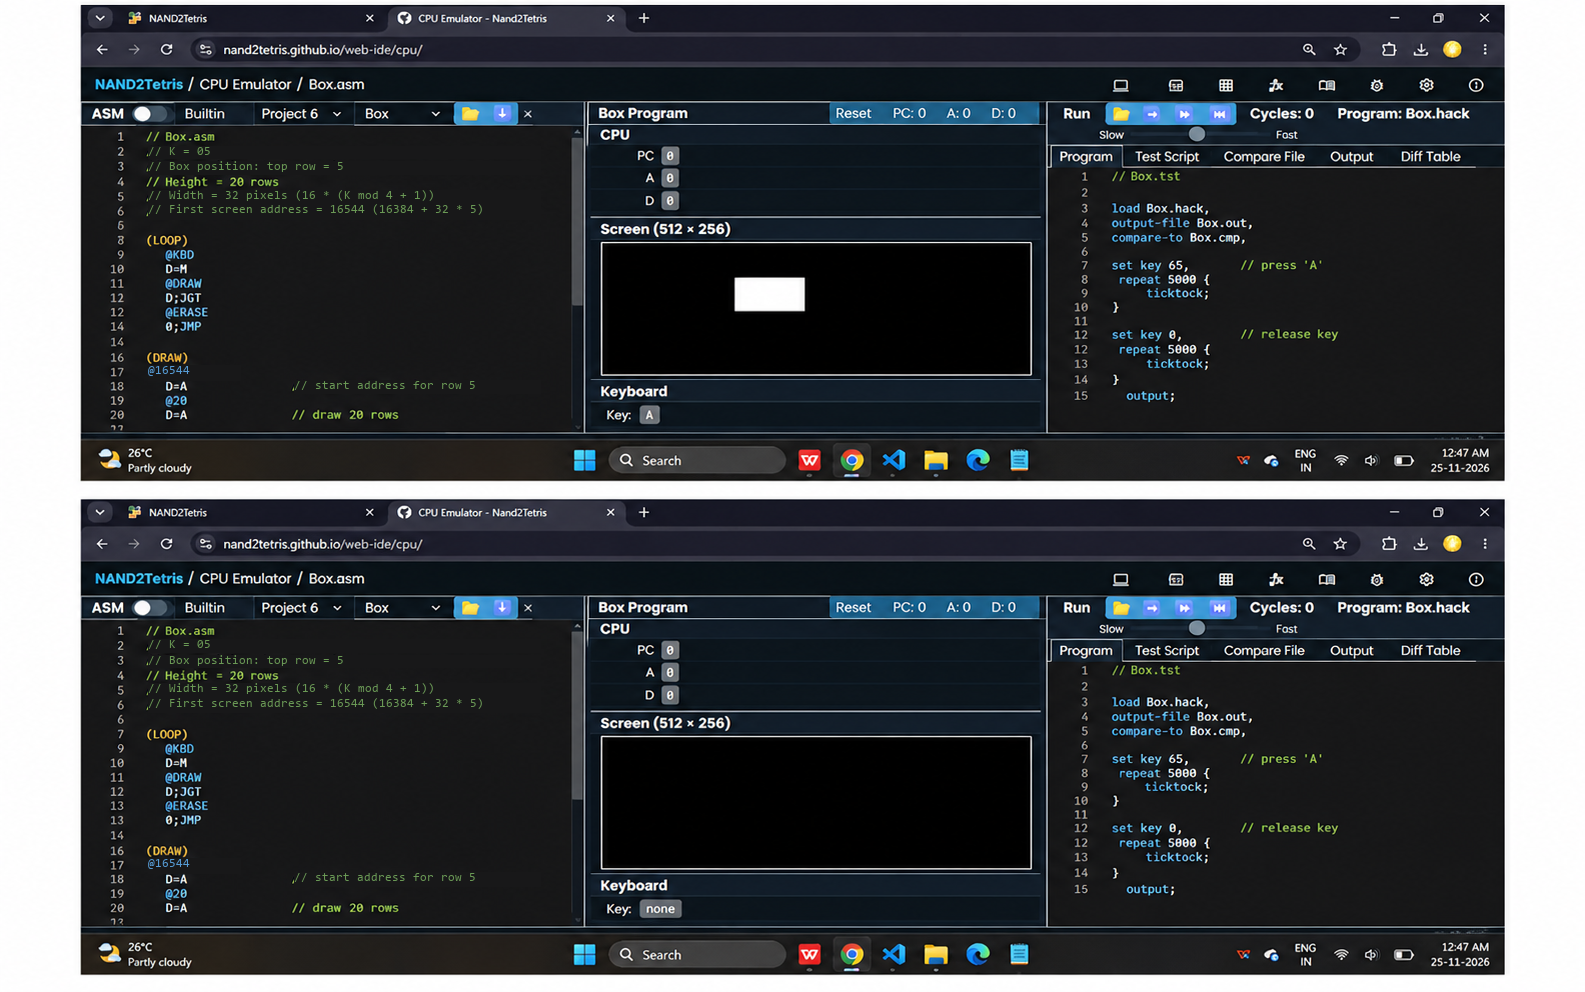 NAND2Tetris
CPU Emulator - Nand2Tetris
nand2tetris.github.io/web-ide/cpu/
NAND2Tetris / CPU Emulator / Box.asm
ASM Builtin Project 6 Box
1 // Box.asm
2 // K = 05
3 // Box position: top row = 5
4 // Height = 20 rows
5 // Width = 32 pixels (16 * (K mod 4 + 1))
6 // First screen address = 16544 (16384 + 32 * 5)
6
8 (LOOP)
9 @KBD
10 D=M
11 @DRAW
12 D;JGT
12 @ERASE
14 0;JMP
14
16 (DRAW)
17 @16544
18 D=A // start address for row 5
19 @20
20 D=A // draw 20 rows
Box Program Reset PC: 0 A: 0 D: 0
CPU
PC 0
A 0
D 0
Screen (512 × 256)
Keyboard
Key: A
Run Cycles: 0 Program: Box.hack
Slow Fast
Program Test Script Compare File Output Diff Table
1 // Box.tst
2
3 load Box.hack,
4 output-file Box.out,
5 compare-to Box.cmp,
6
7 set key 65, // press 'A'
8 repeat 5000 {
9 ticktock;
10 }
11
12 set key 0, // release key
12 repeat 5000 {
13 ticktock;
14 }
15 output;
26°C
Partly cloudy
Search
ENG
IN
12:47 AM
25-11-2026
NAND2Tetris
CPU Emulator - Nand2Tetris
nand2tetris.github.io/web-ide/cpu/
NAND2Tetris / CPU Emulator / Box.asm
ASM Builtin Project 6 Box
1 // Box.asm
2 // K = 05
3 // Box position: top row = 5
4 // Height = 20 rows
5 // Width = 32 pixels (16 * (K mod 4 + 1))
6 // First screen address = 16544 (16384 + 32 * 5)
6
7 (LOOP)
9 @KBD
10 D=M
11 @DRAW
12 D;JGT
13 @ERASE
13 0;JMP
14
16 (DRAW)
17 @16544
18 D=A // start address for row 5
19 @20
20 D=A // draw 20 rows
Box Program Reset PC: 0 A: 0 D: 0
CPU
PC 0
A 0
D 0
Screen (512 × 256)
Keyboard
Key: none
Run Cycles: 0 Program: Box.hack
Slow Fast
Program Test Script Compare File Output Diff Table
1 // Box.tst
2
3 load Box.hack,
4 output-file Box.out,
5 compare-to Box.cmp,
6
7 set key 65, // press 'A'
8 repeat 5000 {
9 ticktock;
10 }
11
12 set key 0, // release key
12 repeat 5000 {
13 ticktock;
14 }
15 output;
26°C
Partly cloudy
Search
ENG
IN
12:47 AM
25-11-2026